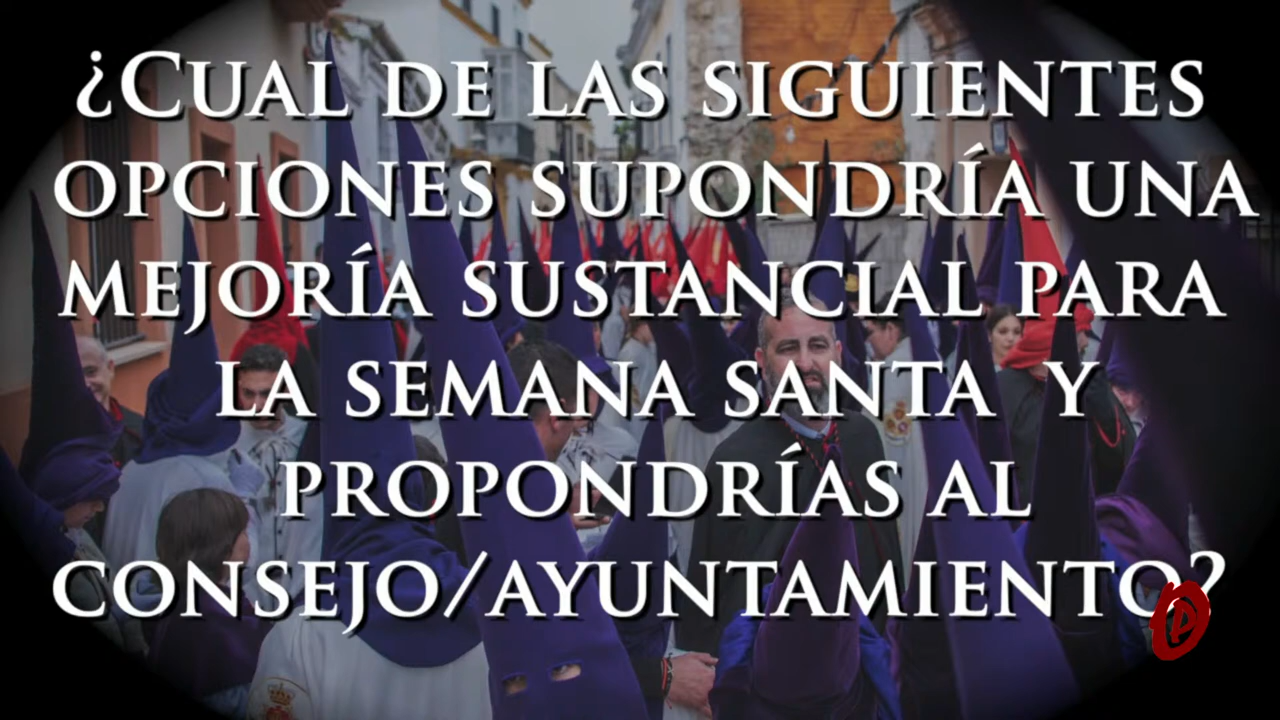 ¿CUAL DE LAS SIGUIENTES
OPCIONES SUPONDRÍA UNA
MEJORÍA SUSTANCIAL PARA
LA SEMANA SANTA Y
PROPONDRÍAS AL
CONSEJO/AYUNTAMIENTO?